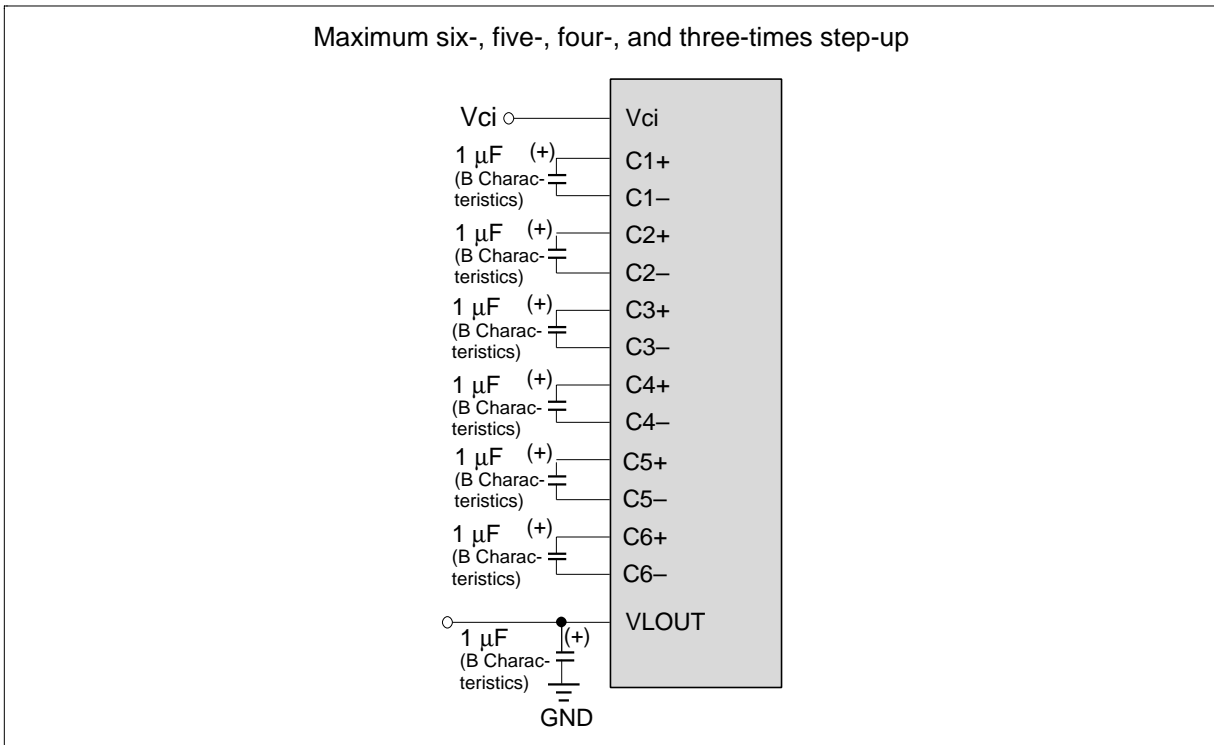 Maximum six-, five-, four-, and three-times step-up
Vci Vci
1 μF (+) C1+
(B Charac-
teristics) C1–
1 μF (+) C2+
(B Charac-
teristics) C2–
1 μF (+) C3+
(B Charac-
teristics) C3–
1 μF (+) C4+
(B Charac-
teristics) C4–
1 μF (+) C5+
(B Charac-
teristics) C5–
1 μF (+) C6+
(B Charac-
teristics) C6–
VLOUT
1 μF (+)
(B Charac-
teristics)
GND